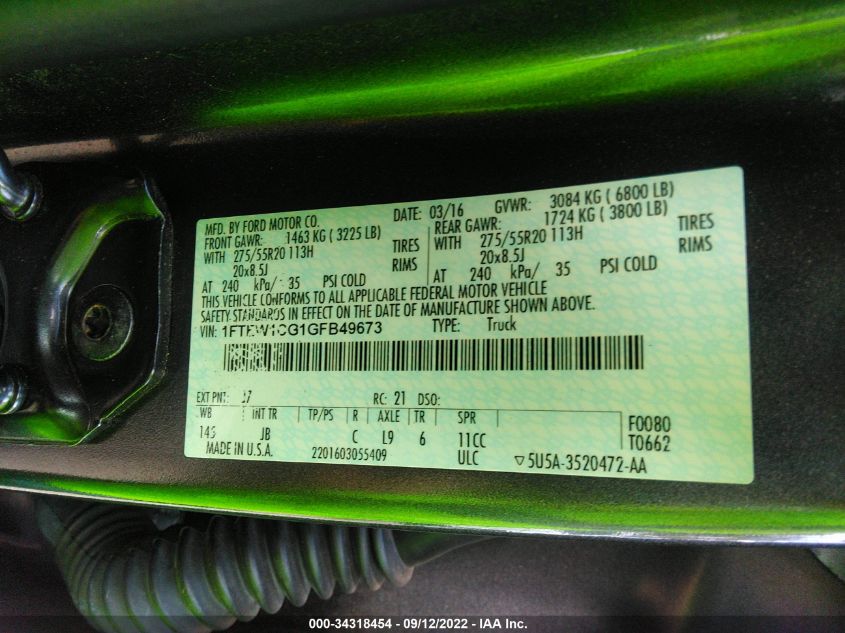 MFD. BY FORD MOTOR CO. DATE: 03/16 GVWR: 3084 KG ( 6800 LB)
FRONT GAWR: 1463 KG ( 3225 LB) REAR GAWR: 1724 KG ( 3800 LB)
WITH 275/55R20 113H TIRES WITH 275/55R20 113H TIRES
20x8.5J RIMS 20x8.5J RIMS
AT 240 kPa/ 35 PSI COLD AT 240 kPa/ 35 PSI COLD
THIS VEHICLE CONFORMS TO ALL APPLICABLE FEDERAL MOTOR VEHICLE
SAFETY STANDARDS IN EFFECT ON THE DATE OF MANUFACTURE SHOWN ABOVE.
VIN: 1FTEW1CG1GFB49673 TYPE: Truck
EXT PNT: RC: 21 DSO:
WB INT TR TP/PS R AXLE TR SPR F0080
145 JB C L9 6 11CC T0662
MADE IN U.S.A. 2201603055409 ULC ▽5U5A-3520472-AA
000-34318454 - 09/12/2022 - IAA Inc.